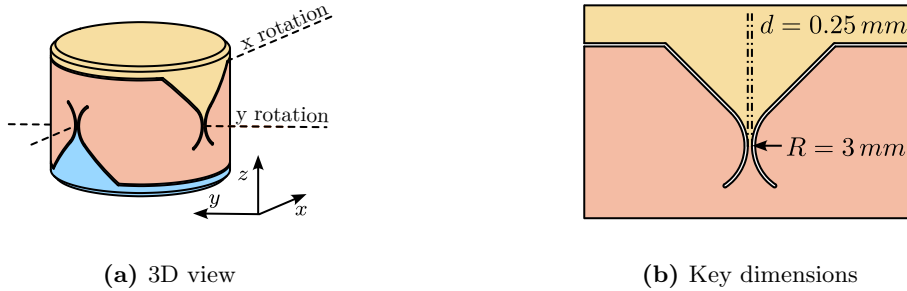 x rotation
y rotation
z
y
x
(a) 3D view
d = 0.25 mm
R = 3 mm
(b) Key dimensions